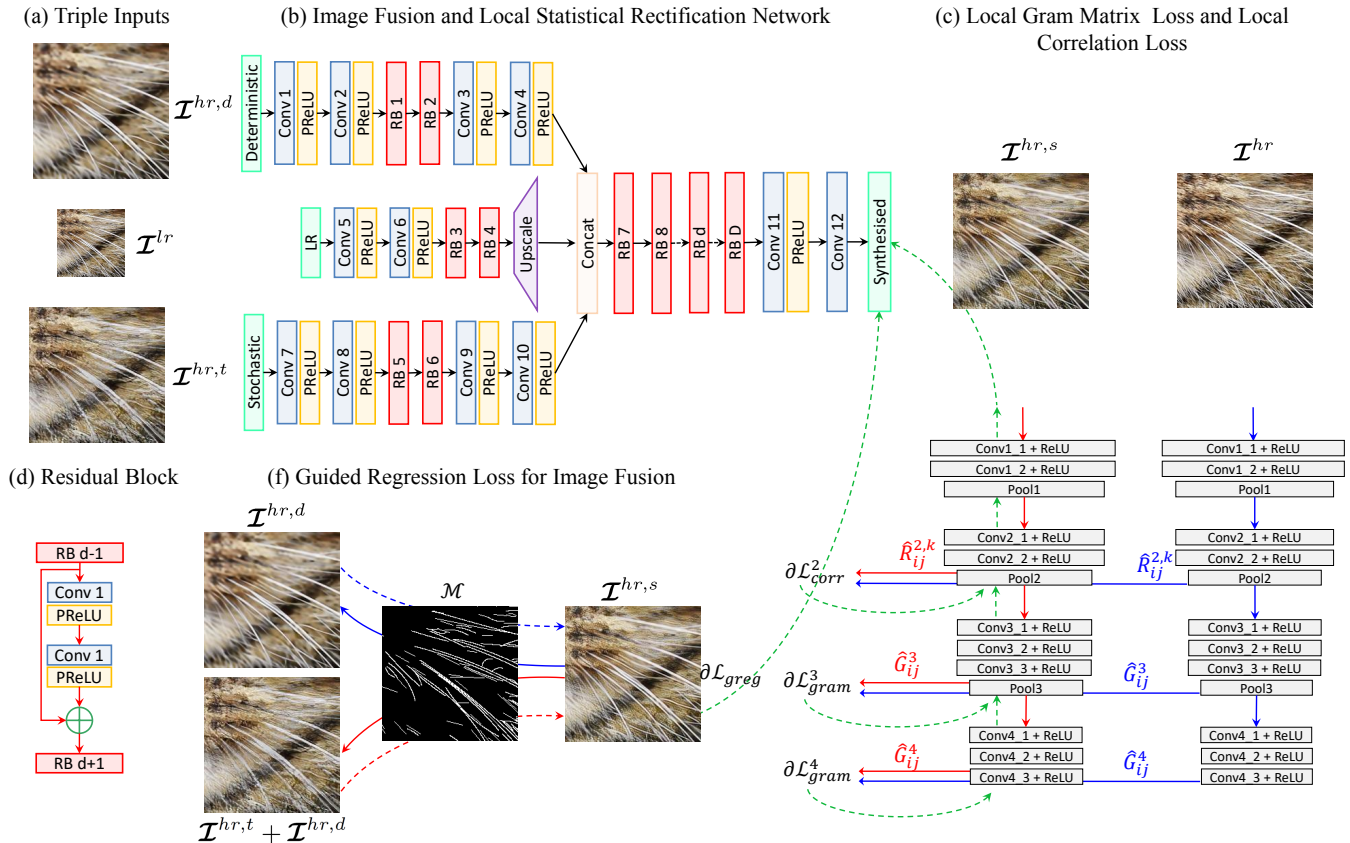 (a) Triple Inputs
(b) Image Fusion and Local Statistical Rectification Network
(c) Local Gram Matrix Loss and Local
Correlation Loss
𝓘^{hr,d}
Deterministic
Conv 1
PReLU
Conv 2
PReLU
RB 1
RB 2
Conv 3
PReLU
Conv 4
PReLU
𝓘^{lr}
LR
Conv 5
PReLU
Conv 6
PReLU
RB 3
RB 4
Upscale
Concat
RB 7
RB 8
RB d
RB D
Conv 11
PReLU
Conv 12
Synthesised
𝓘^{hr,t}
Stochastic
Conv 7
PReLU
Conv 8
PReLU
RB 5
RB 6
Conv 9
PReLU
Conv 10
PReLU
𝓘^{hr,s}
𝓘^{hr}
Conv1_1 + ReLU
Conv1_2 + ReLU
Pool1
Conv2_1 + ReLU
Conv2_2 + ReLU
Pool2
Conv3_1 + ReLU
Conv3_2 + ReLU
Conv3_3 + ReLU
Pool3
Conv4_1 + ReLU
Conv4_2 + ReLU
Conv4_3 + ReLU
Conv1_1 + ReLU
Conv1_2 + ReLU
Pool1
Conv2_1 + ReLU
Conv2_2 + ReLU
Pool2
Conv3_1 + ReLU
Conv3_2 + ReLU
Conv3_3 + ReLU
Pool3
Conv4_1 + ReLU
Conv4_2 + ReLU
Conv4_3 + ReLU
∂ℒ^2_{corr}
R̂^{2,k}_{ij}
R̂^{2,k}_{ij}
∂ℒ^3_{gram}
Ĝ^3_{ij}
Ĝ^3_{ij}
∂ℒ^4_{gram}
Ĝ^4_{ij}
Ĝ^4_{ij}
(d) Residual Block
RB d-1
Conv 1
PReLU
Conv 1
PReLU
RB d+1
(f) Guided Regression Loss for Image Fusion
𝓘^{hr,d}
ℳ
𝓘^{hr,s}
∂ℒ_{greg}
𝓘^{hr,t} + 𝓘^{hr,d}